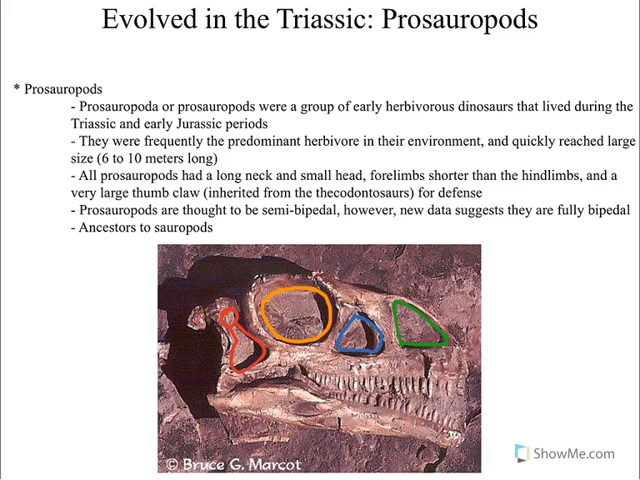 Evolved in the Triassic: Prosauropods
* Prosauropods
- Prosauropoda or prosauropods were a group of early herbivorous dinosaurs that lived during the
Triassic and early Jurassic periods
- They were frequently the predominant herbivore in their environment, and quickly reached large
size (6 to 10 meters long)
- All prosauropods had a long neck and small head, forelimbs shorter than the hindlimbs, and a
very large thumb claw (inherited from the thecodontosaurs) for defense
- Prosauropods are thought to be semi-bipedal, however, new data suggests they are fully bipedal
- Ancestors to sauropods
© Bruce G. Marcot
ShowMe.com